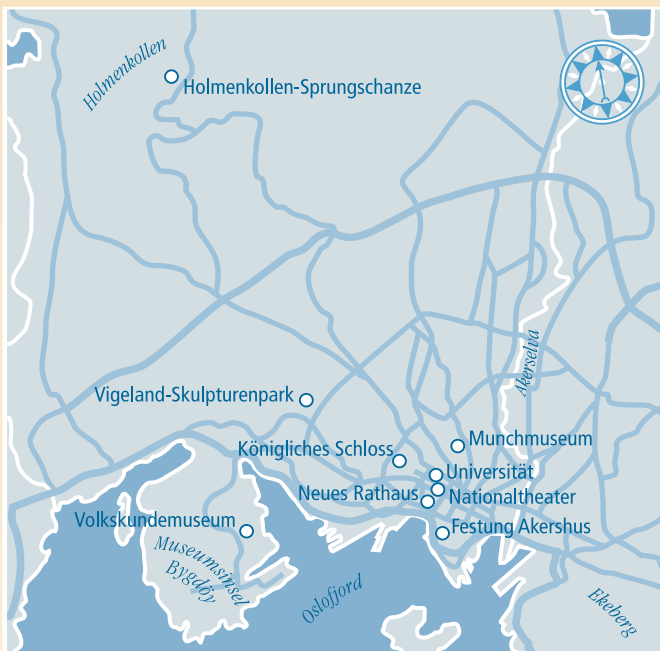 Holmenkollen
Holmenkollen-Sprungschanze
Akerselva
Vigeland-Skulpturenpark
Munchmuseum
Königliches Schloss
Universität
Neues Rathaus
Nationaltheater
Volkskundemuseum
Festung Akershus
Museumsinsel
Bygdöy
Oslofjord
Ekeberg